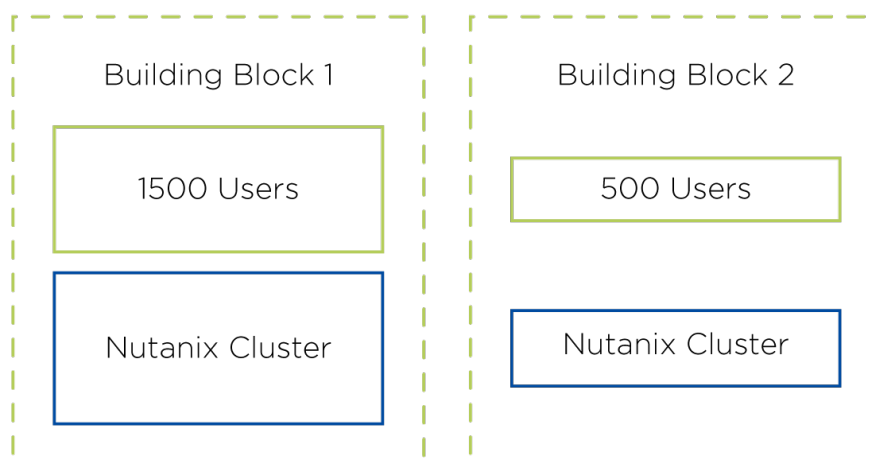 Building Block 1
1500 Users
Nutanix Cluster
Building Block 2
500 Users
Nutanix Cluster